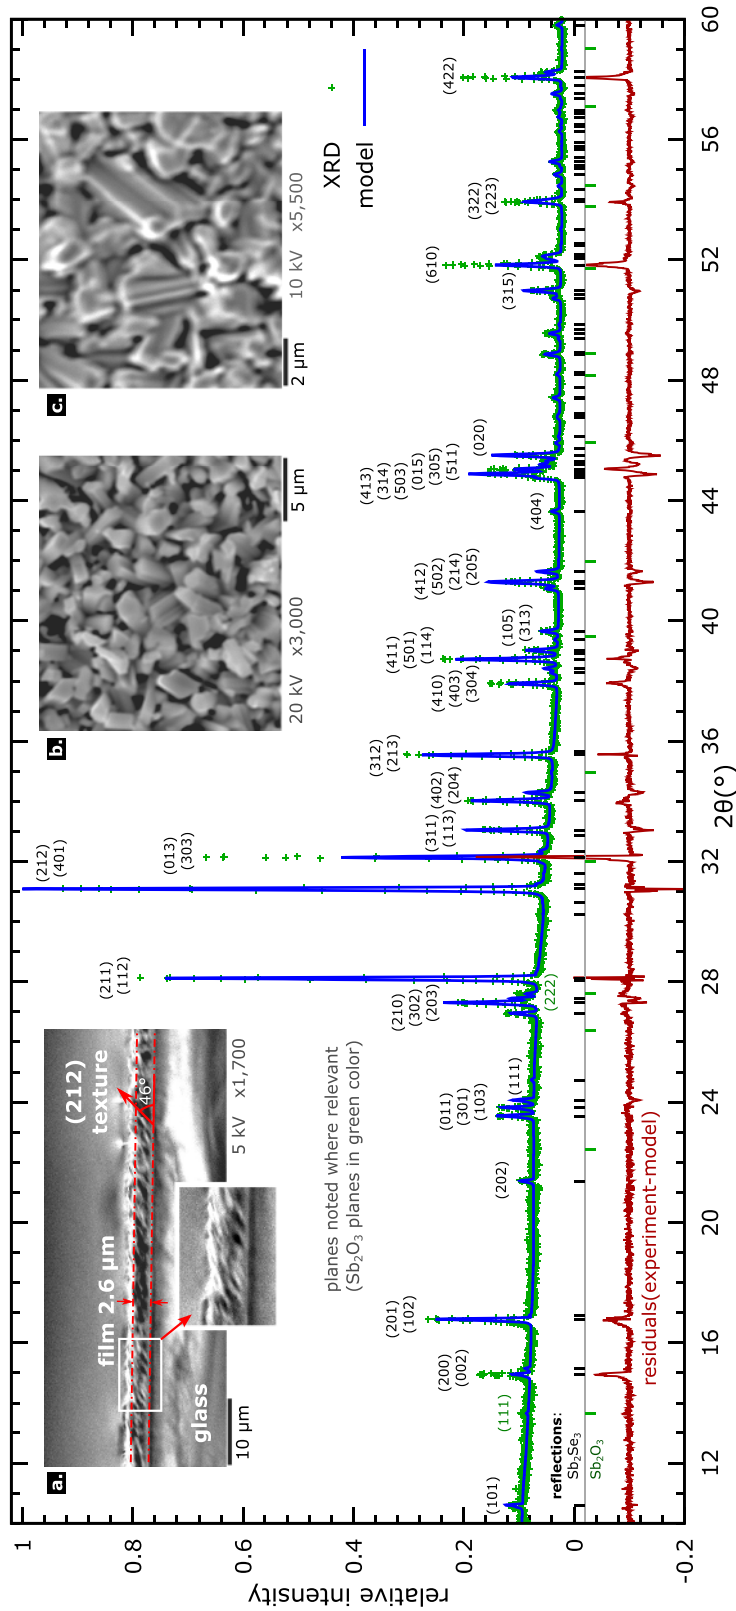 a.
film 2.6 µm
glass
(212)
texture
46°
10 µm
5 kV x1,700
b.
20 kV x3,000
5 µm
c.
2 µm
10 kV x5,500
XRD
model
planes noted where relevant
(Sb₂O₃ planes in green color)
(101)
(111)
(200)
(002)
(201)
(102)
(202)
(011)
(301)
(103)
(111)
(210)
(302)
(203)
(222)
(211)
(112)
(212)
(401)
(013)
(303)
(311)
(113)
(402)
(204)
(312)
(213)
(410)
(403)
(304)
(411)
(501)
(114)
(105)
(313)
(412)
(502)
(214)
(205)
(404)
(413)
(314)
(503)
(015)
(305)
(511)
(020)
(315)
(610)
(322)
(223)
(422)
reflections:
Sb₂Se₃
Sb₂O₃
residuals(experiment-model)
relative intensity
1
0.8
0.6
0.4
0.2
0
-0.2
12 16 20 24 28 32 36 40 44 48 52 56 60
2θ(°)